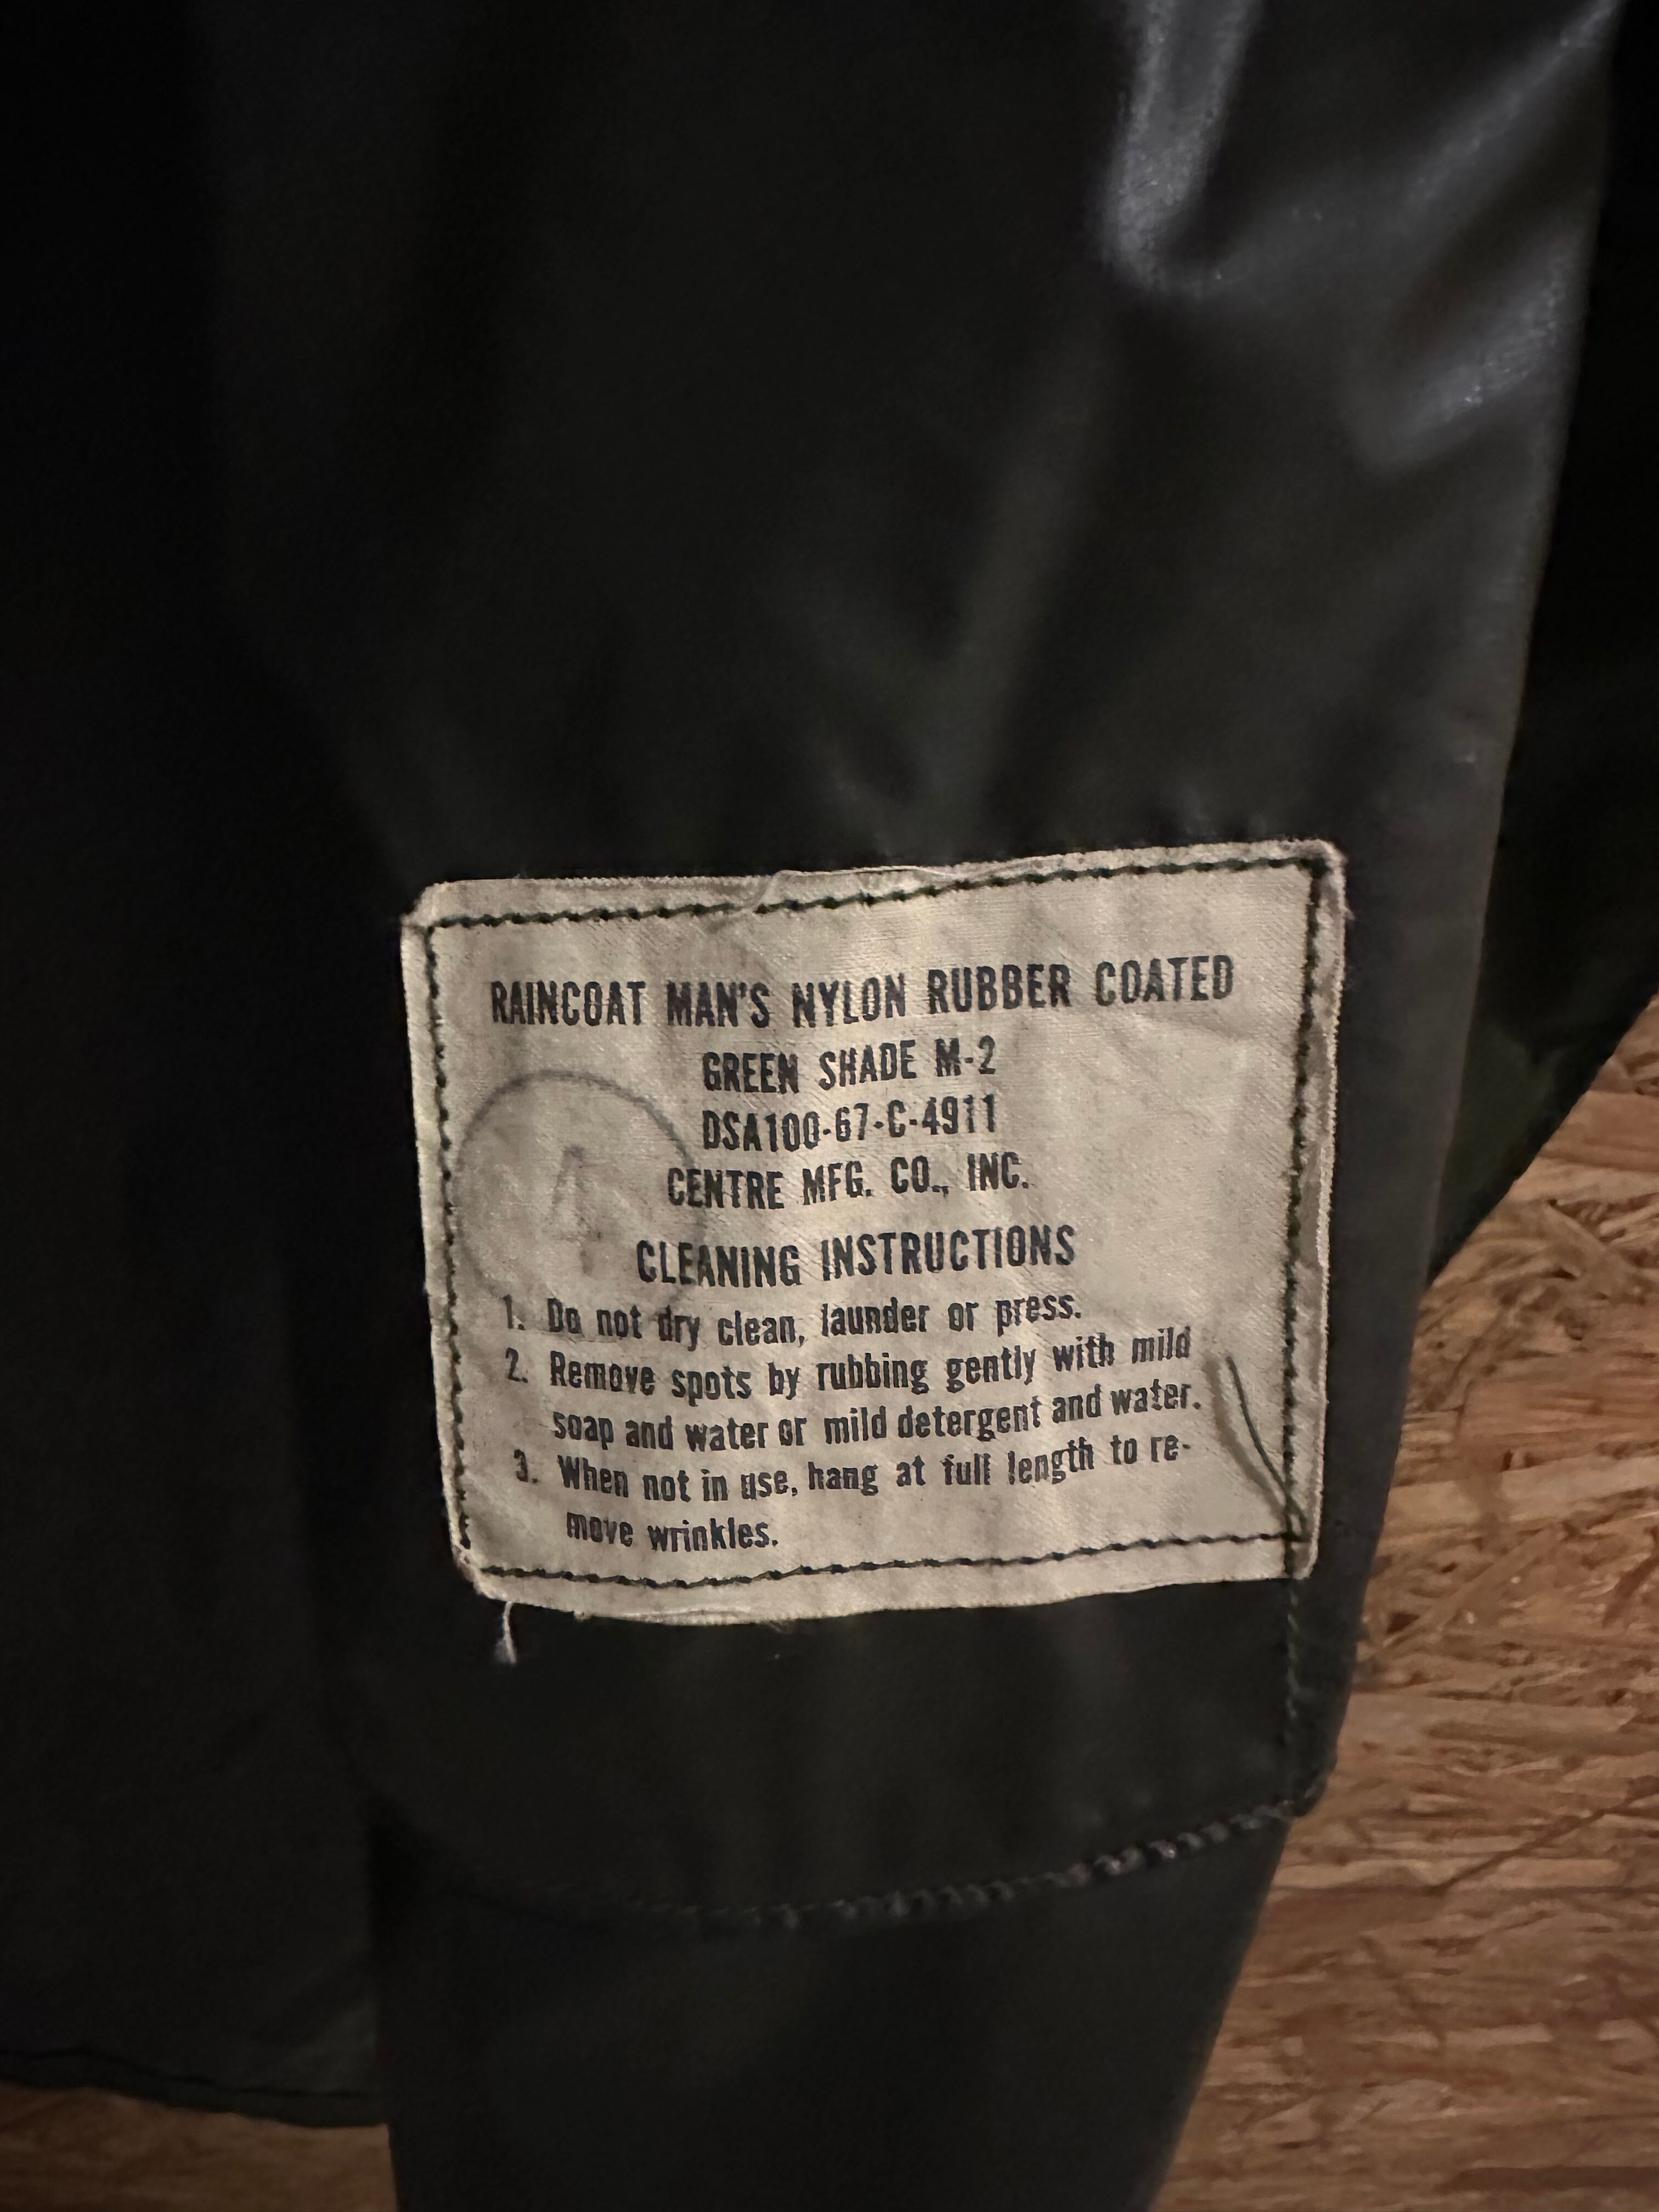 RAINCOAT MAN'S NYLON RUBBER COATED
GREEN SHADE M-2
DSA100-67-C-4911
CENTRE MFG. CO., INC.
4
CLEANING INSTRUCTIONS
1. Do not dry clean, launder or press.
2. Remove spots by rubbing gently with mild
soap and water or mild detergent and water.
3. When not in use, hang at full length to re-
move wrinkles.